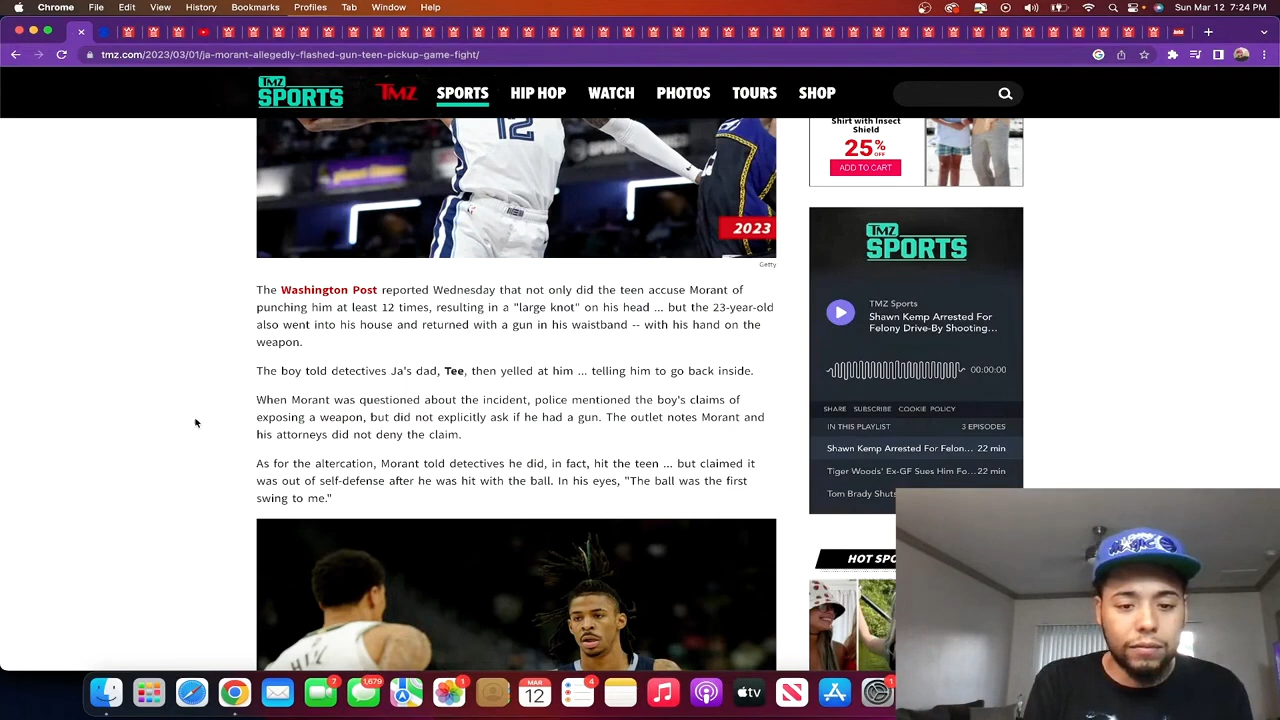 Chrome File Edit View History Bookmarks Profiles Tab Window Help
Sun Mar 12 7:24 PM
tmz.com/2023/03/01/ja-morant-allegedly-flashed-gun-teen-pickup-game-fight/
TMZ SPORTS
TMZ SPORTS HIP HOP WATCH PHOTOS TOURS SHOP
12
2023
Getty
The Washington Post reported Wednesday that not only did the teen accuse Morant of
punching him at least 12 times, resulting in a "large knot" on his head ... but the 23-year-old
also went into his house and returned with a gun in his waistband -- with his hand on the
weapon.
The boy told detectives Ja's dad, Tee, then yelled at him ... telling him to go back inside.
When Morant was questioned about the incident, police mentioned the boy's claims of
exposing a weapon, but did not explicitly ask if he had a gun. The outlet notes Morant and
his attorneys did not deny the claim.
As for the altercation, Morant told detectives he did, in fact, hit the teen ... but claimed it
was out of self-defense after he was hit with the ball. In his eyes, "The ball was the first
swing to me."
Shirt with Insect
Shield
25% OFF
ADD TO CART
TMZ
SPORTS
TMZ Sports
Shawn Kemp Arrested For
Felony Drive-By Shooting...
00:00:00
SHARE SUBSCRIBE COOKIE POLICY
IN THIS PLAYLIST 3 EPISODES
Shawn Kemp Arrested For Felon... 22 min
Tiger Woods' Ex-GF Sues Him Fo... 22 min
Tom Brady Shuts
HOT SPO
7
1,679
1
MAR
12
4
tv
1